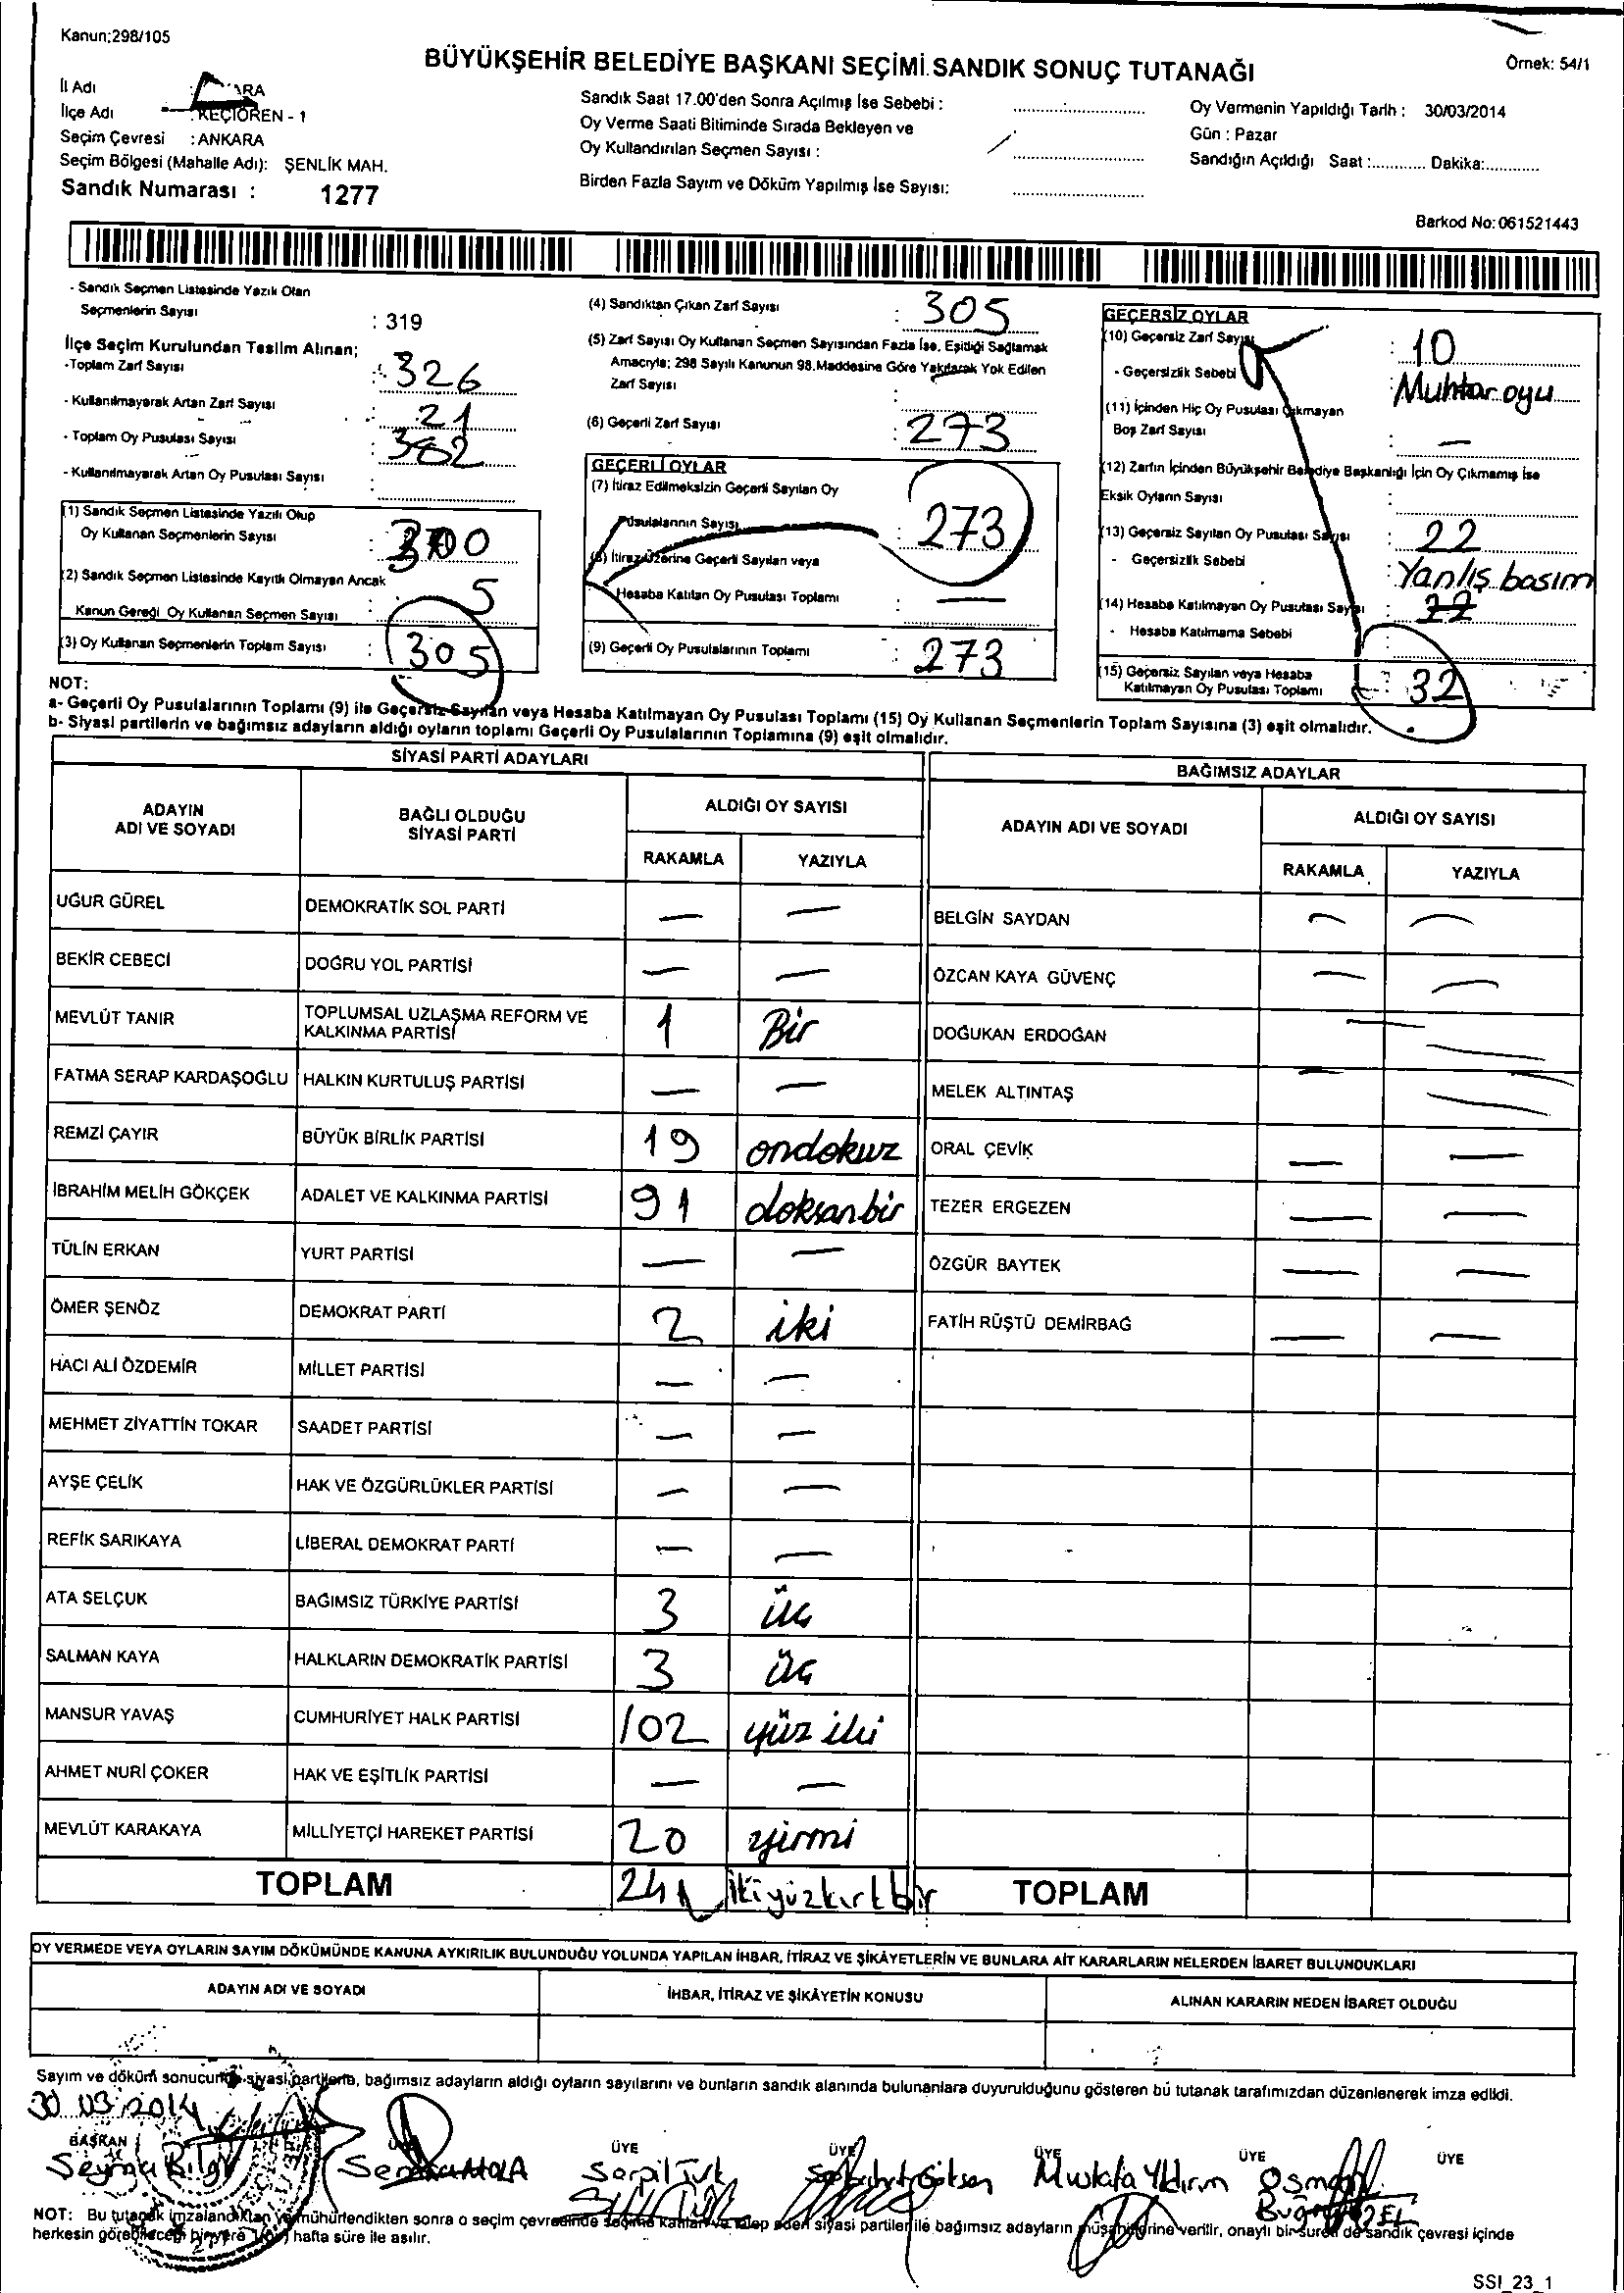 Kanun:298/105
BÜYÜKŞEHİR BELEDİYE BAŞKANI SEÇİMİ SANDIK SONUÇ TUTANAĞI
Örnek: 54/1
İl Adı : ARA
İlçe Adı : KEÇİÖREN - 1
Seçim Çevresi : ANKARA
Seçim Bölgesi (Mahalle Adı): ŞENLİK MAH.
Sandık Numarası : 1277
Sandık Saat 17.00'den Sonra Açılmış İse Sebebi :
Oy Verme Saati Bitiminde Sırada Bekleyen ve
Oy Kullandırılan Seçmen Sayısı :
Birden Fazla Sayım ve Döküm Yapılmış İse Sayısı:
Oy Vermenin Yapıldığı Tarih : 30/03/2014
Gün : Pazar
Sandığın Açıldığı Saat :............ Dakika:............
Barkod No: 061521443
- Sandık Seçmen Listesinde Yazılı Olan
Seçmenlerin Sayısı : 319
İlçe Seçim Kurulundan Teslim Alınan;
-Toplam Zarf Sayısı : 326
- Kullanılmayarak Artan Zarf Sayısı : 21
- Toplam Oy Pusulası Sayısı : 382
- Kullanılmayarak Artan Oy Pusulası Sayısı :
(1) Sandık Seçmen Listesinde Yazılı Olup
Oy Kullanan Seçmenlerin Sayısı : 300
(2) Sandık Seçmen Listesinde Kayıtlı Olmayan Ancak
Kanun Gereği Oy Kullanan Seçmen Sayısı : 5
(3) Oy Kullanan Seçmenlerin Toplam Sayısı : 305
(4) Sandıktan Çıkan Zarf Sayısı : 305
(5) Zarf Sayısı Oy Kullanan Seçmen Sayısından Fazla İse, Eşitliği Sağlamak
Amacıyla; 298 Sayılı Kanunun 98.Maddesine Göre Yakılarak Yok Edilen
Zarf Sayısı :
(6) Geçerli Zarf Sayısı : 273
GEÇERLİ OYLAR
(7) İtiraz Edilmeksizin Geçerli Sayılan Oy
Pusulalarının Sayısı : 273
(8) İtiraz Üzerine Geçerli Sayılan veya
Hesaba Katılan Oy Pusulası Toplamı : —
(9) Geçerli Oy Pusulalarının Toplamı : 273
GEÇERSİZ OYLAR
(10) Geçersiz Zarf Sayısı : 10
- Geçersizlik Sebebi : Muhtar oyu
(11) İçinden Hiç Oy Pusulası Çıkmayan
Boş Zarf Sayısı : —
(12) Zarfın İçinden Büyükşehir Belediye Başkanlığı İçin Oy Çıkmamış İse
Eksik Oyların Sayısı :
(13) Geçersiz Sayılan Oy Pusulası Sayısı : 22
- Geçersizlik Sebebi : Yanlış basım
(14) Hesaba Katılmayan Oy Pusulası Sayısı : 22
- Hesaba Katılmama Sebebi :
(15) Geçersiz Sayılan veya Hesaba
Katılmayan Oy Pusulası Toplamı : 32
NOT:
a- Geçerli Oy Pusulalarının Toplamı (9) ile Geçersiz Sayılan veya Hesaba Katılmayan Oy Pusulası Toplamı (15) Oy Kullanan Seçmenlerin Toplam Sayısına (3) eşit olmalıdır.
b- Siyasi partilerin ve bağımsız adayların aldığı oyların toplamı Geçerli Oy Pusulalarının Toplamına (9) eşit olmalıdır.
SİYASİ PARTİ ADAYLARI
ADAYIN ADI VE SOYADI
BAĞLI OLDUĞU SİYASİ PARTİ
ALDIĞI OY SAYISI
RAKAMLA YAZIYLA
UĞUR GÜREL DEMOKRATİK SOL PARTİ — —
BEKİR CEBECİ DOĞRU YOL PARTİSİ — —
MEVLÜT TANIR TOPLUMSAL UZLAŞMA REFORM VE KALKINMA PARTİSİ 1 Bir
FATMA SERAP KARDAŞOĞLU HALKIN KURTULUŞ PARTİSİ — —
REMZİ ÇAYIR BÜYÜK BİRLİK PARTİSİ 19 ondokuz
İBRAHİM MELİH GÖKÇEK ADALET VE KALKINMA PARTİSİ 91 doksanbir
TÜLİN ERKAN YURT PARTİSİ — —
ÖMER ŞENÖZ DEMOKRAT PARTİ 2 iki
HACI ALİ ÖZDEMİR MİLLET PARTİSİ — —
MEHMET ZİYATTİN TOKAR SAADET PARTİSİ — —
AYŞE ÇELİK HAK VE ÖZGÜRLÜKLER PARTİSİ — —
REFİK SARIKAYA LİBERAL DEMOKRAT PARTİ — —
ATA SELÇUK BAĞIMSIZ TÜRKİYE PARTİSİ 3 üç
SALMAN KAYA HALKLARIN DEMOKRATİK PARTİSİ 3 üç
MANSUR YAVAŞ CUMHURİYET HALK PARTİSİ 102 yüz iki
AHMET NURİ ÇOKER HAK VE EŞİTLİK PARTİSİ — —
MEVLÜT KARAKAYA MİLLİYETÇİ HAREKET PARTİSİ 20 yirmi
TOPLAM 241 ikiyüzkırkbir
BAĞIMSIZ ADAYLAR
ADAYIN ADI VE SOYADI
ALDIĞI OY SAYISI
RAKAMLA YAZIYLA
BELGİN SAYDAN — —
ÖZCAN KAYA GÜVENÇ — —
DOĞUKAN ERDOĞAN — —
MELEK ALTINTAŞ — —
ORAL ÇEVİK — —
TEZER ERGEZEN — —
ÖZGÜR BAYTEK — —
FATİH RÜŞTÜ DEMİRBAĞ — —
TOPLAM
OY VERMEDE VEYA OYLARIN SAYIM DÖKÜMÜNDE KANUNA AYKIRILIK BULUNDUĞU YOLUNDA YAPILAN İHBAR, İTİRAZ VE ŞİKÂYETLERİN VE BUNLARA AİT KARARLARIN NELERDEN İBARET BULUNDUKLARI
ADAYIN ADI VE SOYADI İHBAR, İTİRAZ VE ŞİKÂYETİN KONUSU ALINAN KARARIN NEDEN İBARET OLDUĞU
Sayım ve döküm sonucunda siyasi partilerin, bağımsız adayların aldığı oyların sayılarını ve bunların sandık alanında bulunanlara duyurulduğunu gösteren bu tutanak tarafımızdan düzenlenerek imza edildi.
30.03.2014
BAŞKAN ÜYE ÜYE ÜYE ÜYE ÜYE
Serpil Mustafa Yıldırım Osman
NOT: Bu tutanak imzalandıktan ve mühürlendikten sonra o seçim çevresinde seçime katılan ve talep eden siyasi partiler ile bağımsız adayların müşahitlerine verilir, onaylı bir sureti de sandık çevresi içinde
herkesin görebileceği bir yere hafta süre ile asılır.
SSI_23_1